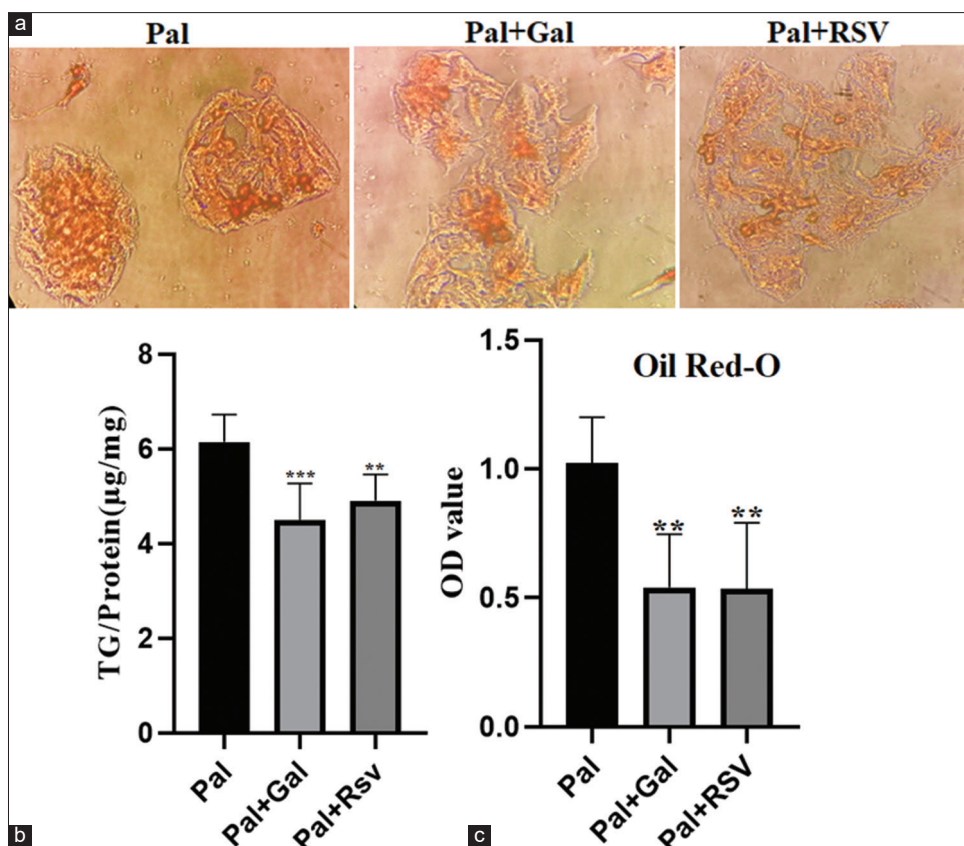 a
Pal
Pal+Gal
Pal+RSV
TG/Protein(µg/mg)
8
6
4
2
0
***
**
Pal
Pal+Gal
Pal+Rsv
b
Oil Red-O
OD value
1.5
1.0
0.5
0.0
**
**
Pal
Pal+Gal
Pal+RSV
c